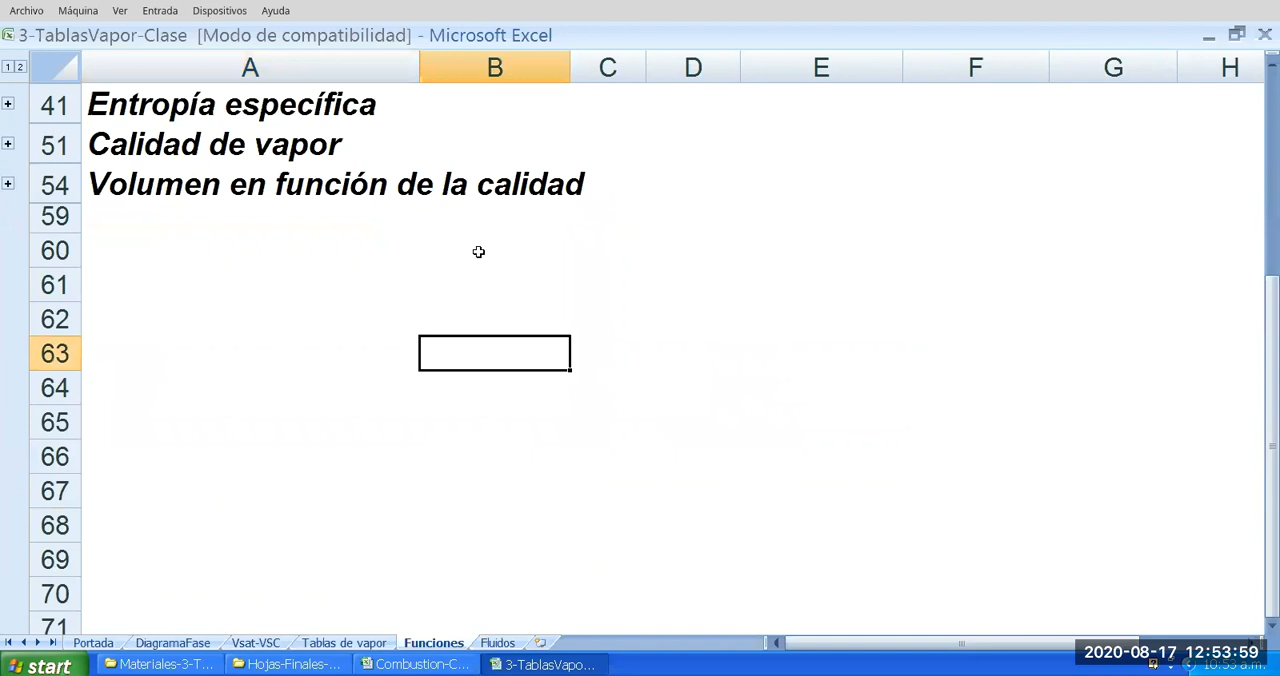 Archivo Máquina Ver Entrada Dispositivos Ayuda
3-TablasVapor-Clase [Modo de compatibilidad] - Microsoft Excel
1 2 A B C D E F G H
41 Entropía específica
51 Calidad de vapor
54 Volumen en función de la calidad
59
60
61
62
63
64
65
66
67
68
69
70
71
Portada DiagramaFase Vsat-VSC Tablas de vapor Funciones Fluidos
2020-08-17 12:53:59
start Materiales-3-T... Hojas-Finales-... Combustion-C... 3-TablasVapo... 10:53 a.m.